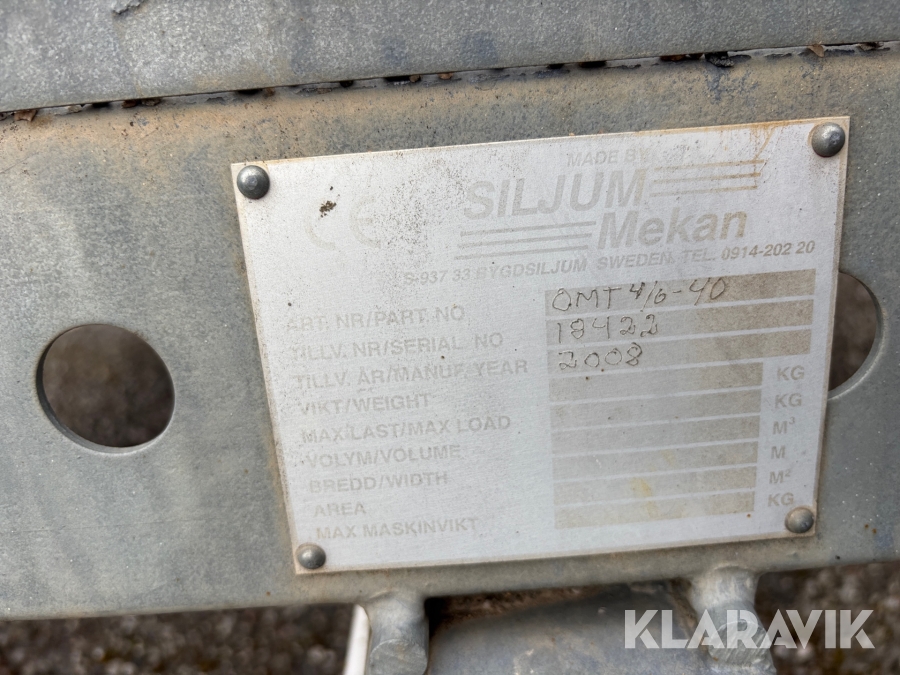 MADE BY
CE SILJUM
Mekan
S-937 33 BYGDSILJUM SWEDEN. TEL. 0914-202 20
ART. NR/PART. NO QMT 4/6-40
TILLV. NR/SERIAL. NO 18422
TILLV. ÅR/MANUF/YEAR 2008
VIKT/WEIGHT KG
MAX/LAST/MAX LOAD KG
VOLYM/VOLUME M³
BREDD/WIDTH M
AREA M²
MAX MASKINVIKT KG
KLARAVIK